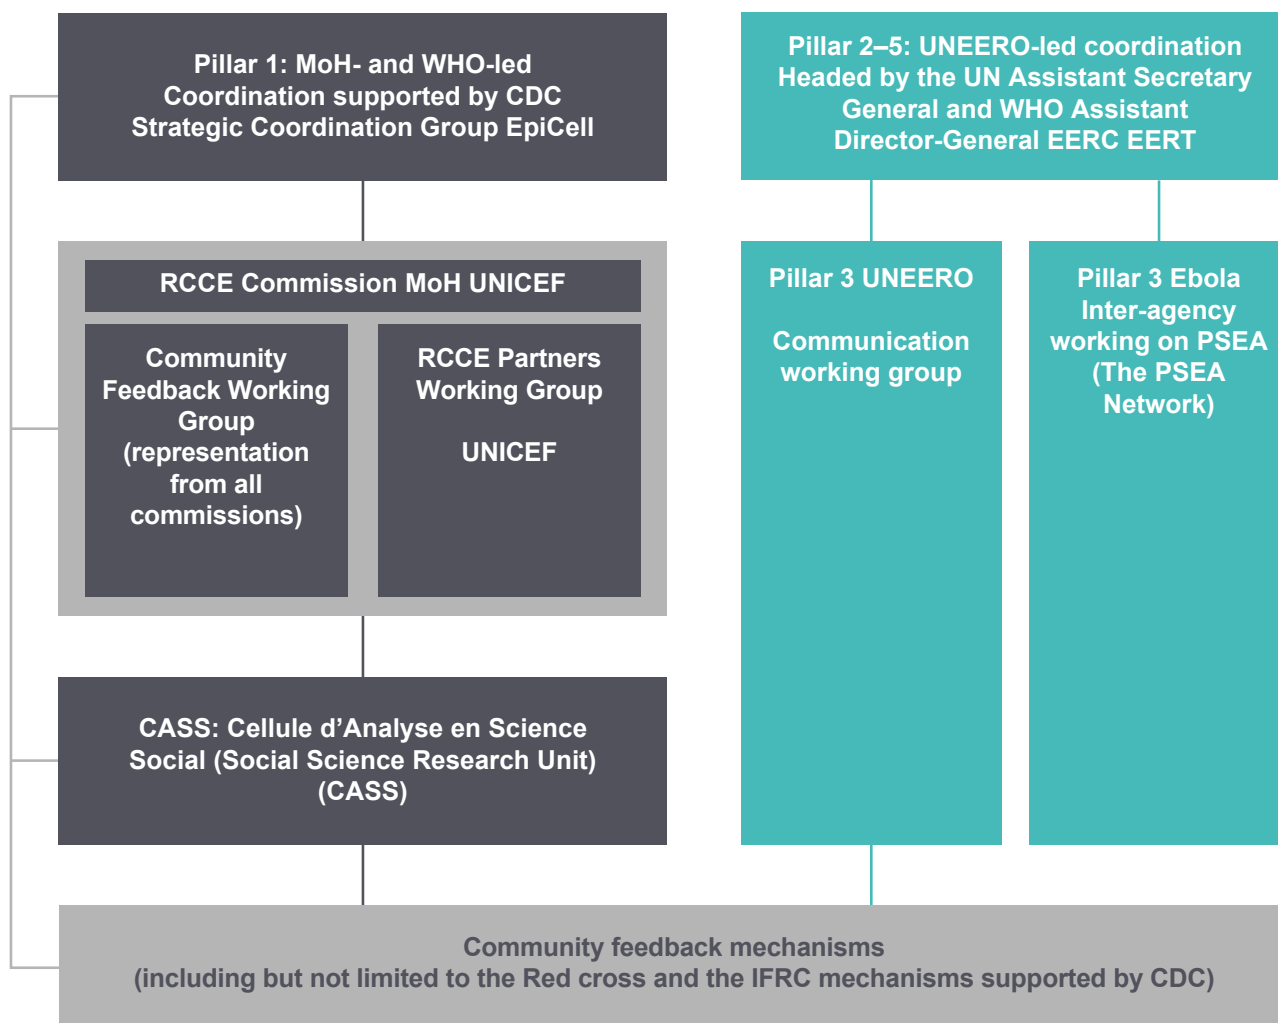 Pillar 1: MoH- and WHO-led
Coordination supported by CDC
Strategic Coordination Group EpiCell
Pillar 2–5: UNEERO-led coordination
Headed by the UN Assistant Secretary
General and WHO Assistant
Director-General EERC EERT
RCCE Commission MoH UNICEF
Community
Feedback Working
Group
(representation
from all
commissions)
RCCE Partners
Working Group
UNICEF
Pillar 3 UNEERO
Communication
working group
Pillar 3 Ebola
Inter-agency
working on PSEA
(The PSEA
Network)
CASS: Cellule d’Analyse en Science
Social (Social Science Research Unit)
(CASS)
Community feedback mechanisms
(including but not limited to the Red cross and the IFRC mechanisms supported by CDC)